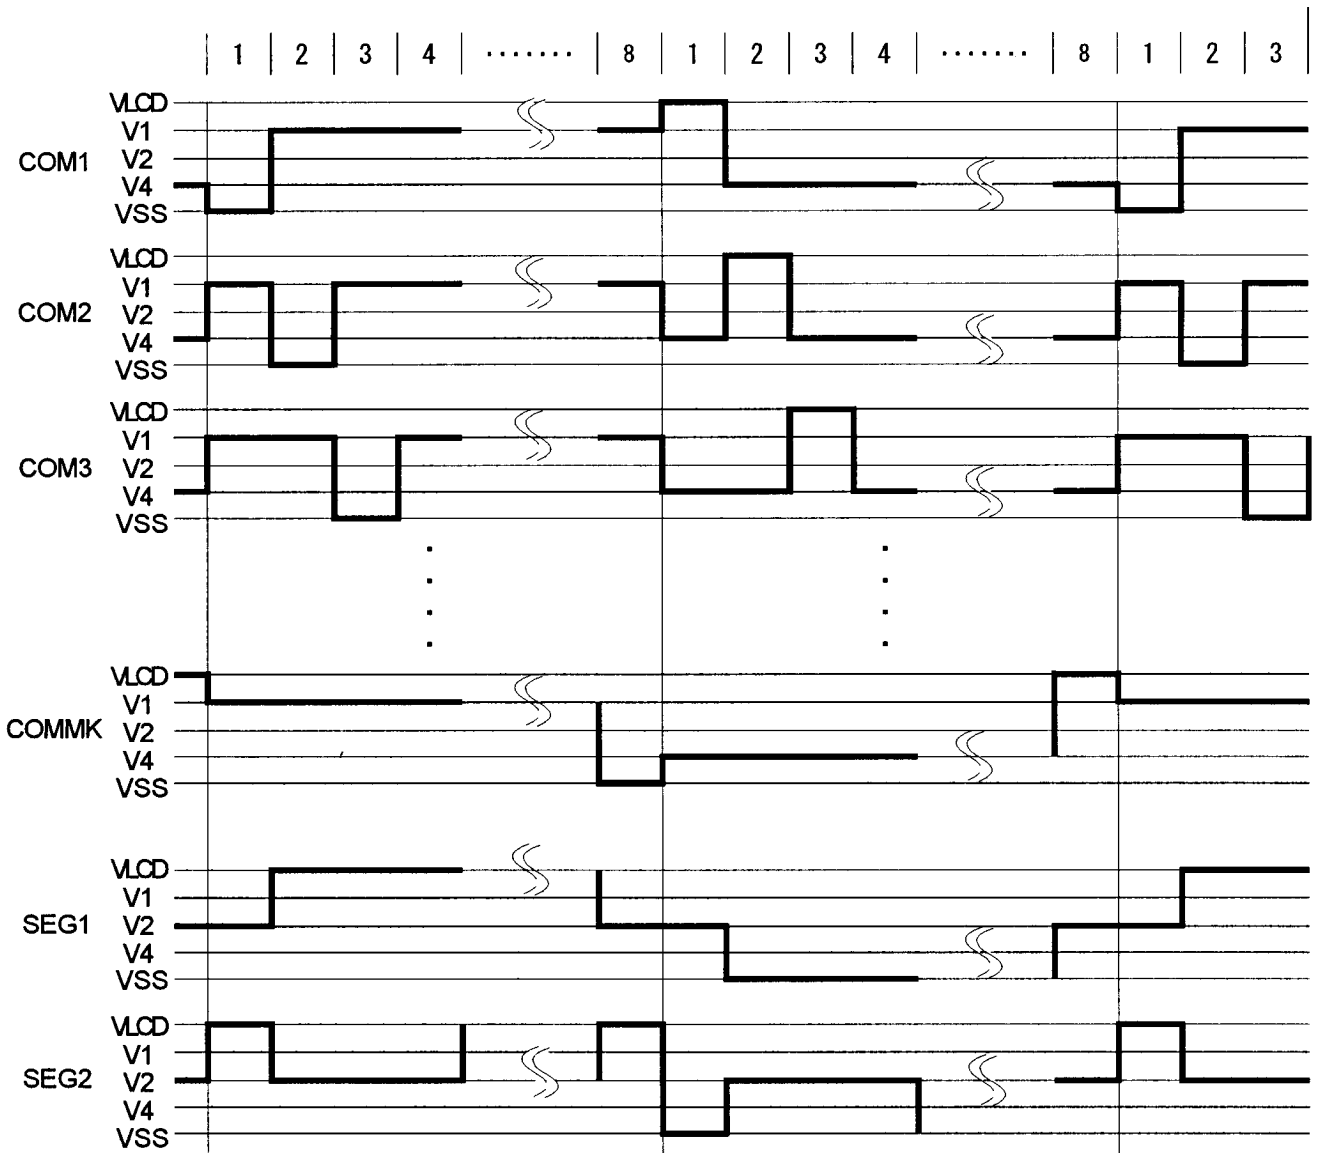 1 2 3 4 ········ 8 1 2 3 4 ········ 8 1 2 3
COM1
VLCD
V1
V2
V4
VSS
COM2
VLCD
V1
V2
V4
VSS
COM3
VLCD
V1
V2
V4
VSS
COMMK
VLCD
V1
V2
V4
VSS
SEG1
VLCD
V1
V2
V4
VSS
SEG2
VLCD
V1
V2
V4
VSS